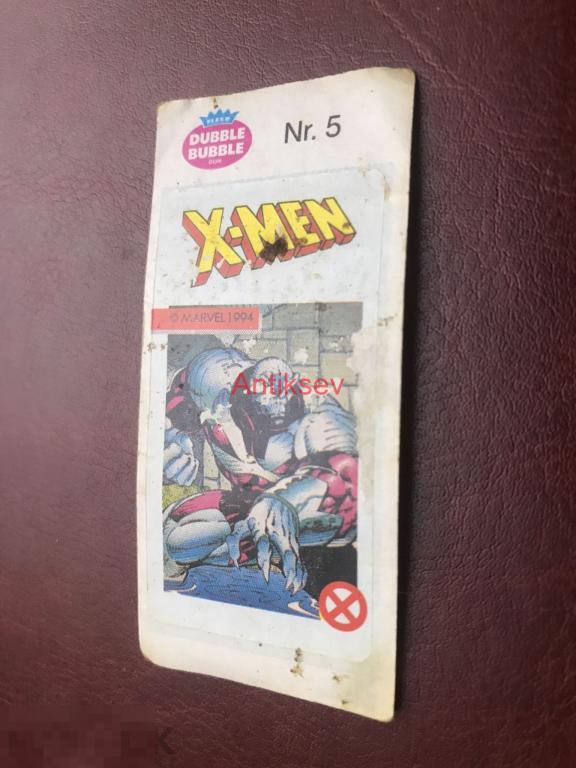 FLEER
DUBBLE
BUBBLE
GUM
Nr. 5
X-MEN
© MARVEL 1994
Antiksev